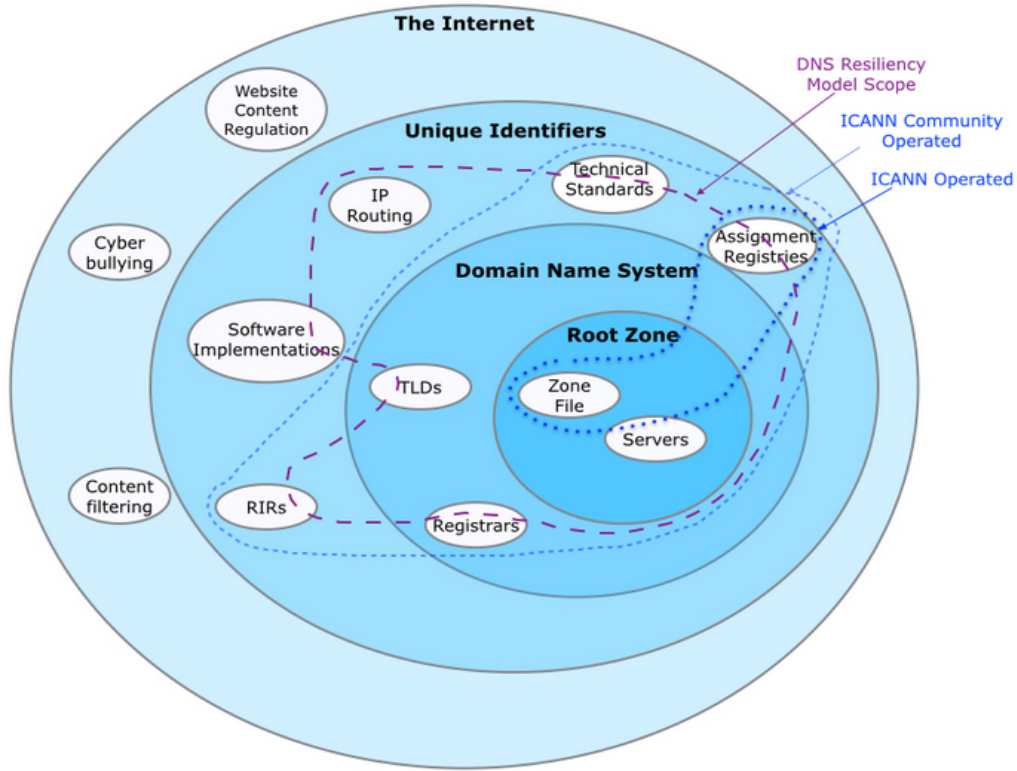 The Internet
Website
Content
Regulation
DNS Resiliency
Model Scope
ICANN Community
Operated
ICANN Operated
Unique Identifiers
Technical
Standards
IP
Routing
Assignment
Registries
Cyber
bullying
Domain Name System
Software
Implementations
Root Zone
TLDs
Zone
File
Servers
Content
filtering
RIRs
Registrars